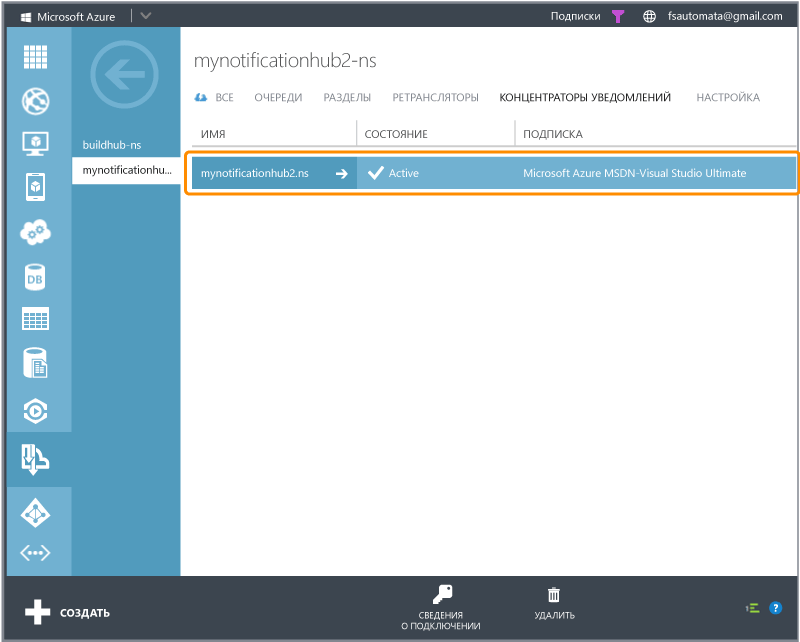 Microsoft Azure
Подписки
fsautomata@gmail.com
mynotificationhub2-ns
ВСЕ ОЧЕРЕДИ РАЗДЕЛЫ РЕТРАНСЛЯТОРЫ КОНЦЕНТРАТОРЫ УВЕДОМЛЕНИЙ НАСТРОЙКА
buildhub-ns
mynotificationhu...
ИМЯ СОСТОЯНИЕ ПОДПИСКА
mynotificationhub2.ns Active Microsoft Azure MSDN-Visual Studio Ultimate
DB
СОЗДАТЬ
СВЕДЕНИЯ
О ПОДКЛЮЧЕНИИ
УДАЛИТЬ
1
?